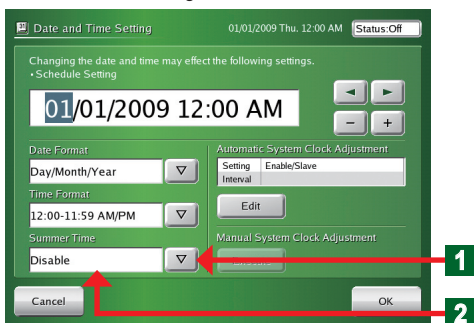 Date and Time Setting 01/01/2009 Thu. 12:00 AM Status:Off
Changing the date and time may effect the following settings.
• Schedule Setting
01/01/2009 12:00 AM
◄ ►
− +
Date Format
Day/Month/Year ▽
Time Format
12:00-11:59 AM/PM ▽
Summer Time
Disable ▽
Automatic System Clock Adjustment
Setting Enable/Slave
Interval
Edit
Manual System Clock Adjustment
1
2
Cancel OK